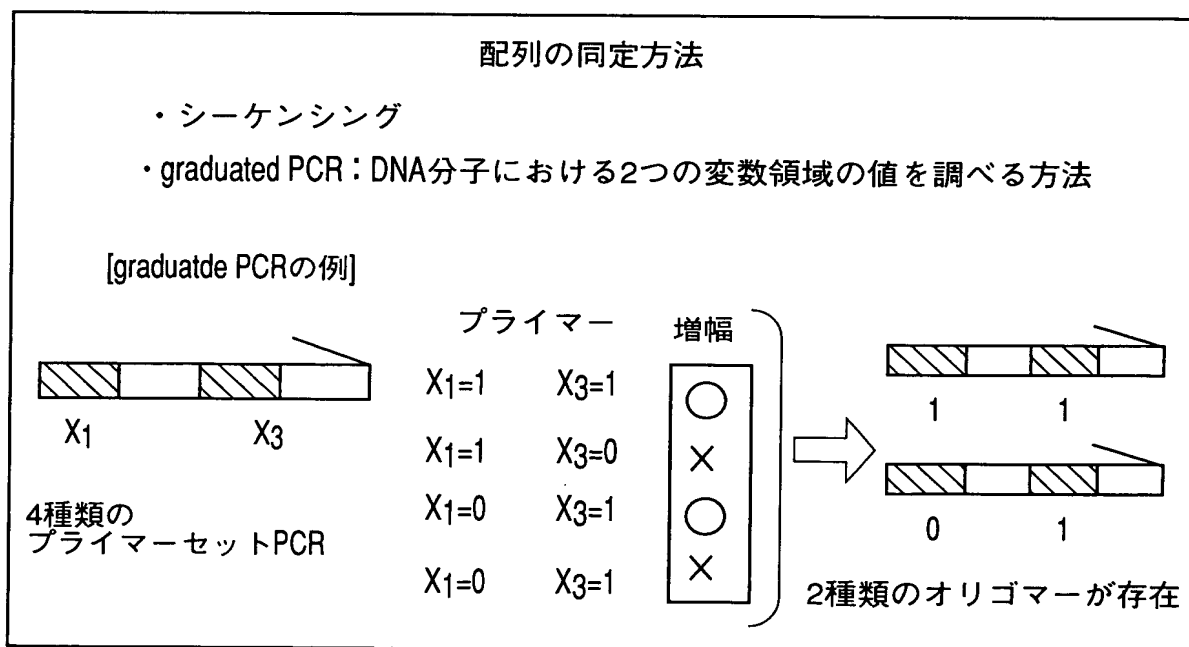 配列の同定方法
・シーケンシング
・graduated PCR：DNA分子における2つの変数領域の値を調べる方法
[graduatde PCRの例]
プライマー 増幅
X1=1 X3=1 ○
X1=1 X3=0 ×
X1=0 X3=1 ○
X1=0 X3=1 ×
X1 X3
4種類の
プライマーセットPCR
1 1
0 1
2種類のオリゴマーが存在